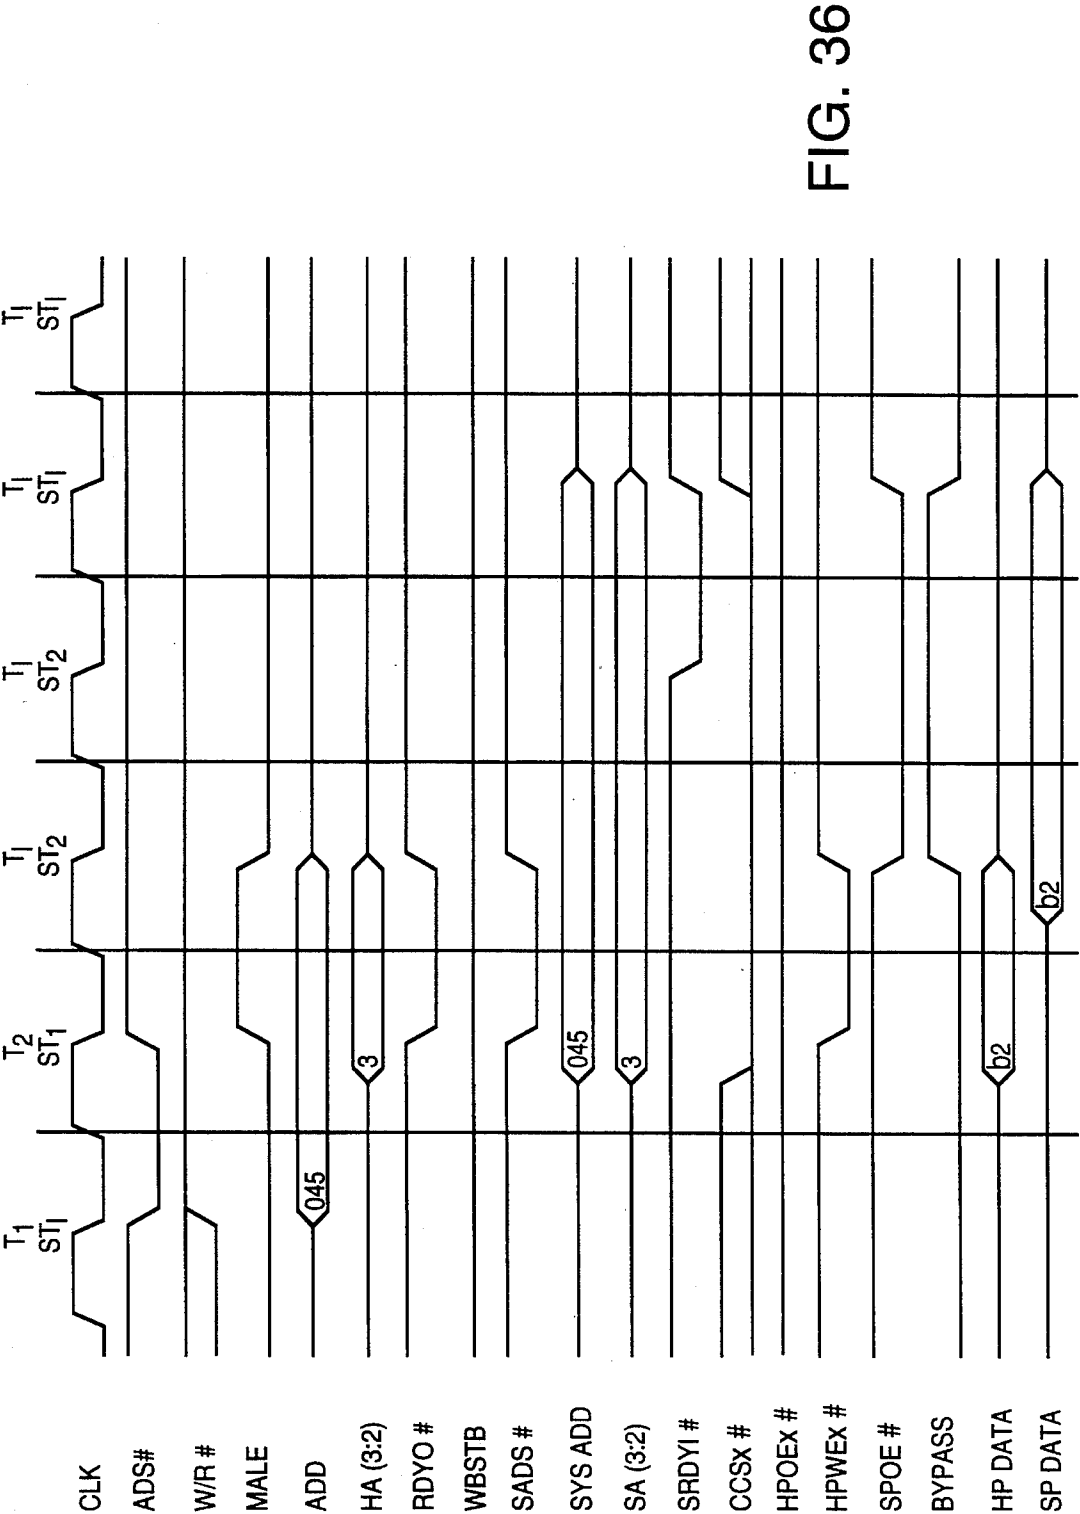 T1 T2 TI TI TI TI
STI ST1 ST2 ST2 STI STI
CLK
ADS#
W/R #
MALE
ADD 045
HA (3:2) 3
RDYO #
WBSTB
SADS #
SYS ADD 045
SA (3:2) 3
SRDYI #
CCSx #
HPOEx #
HPWEx #
SPOE #
BYPASS
HP DATA b2
SP DATA b2
FIG. 36